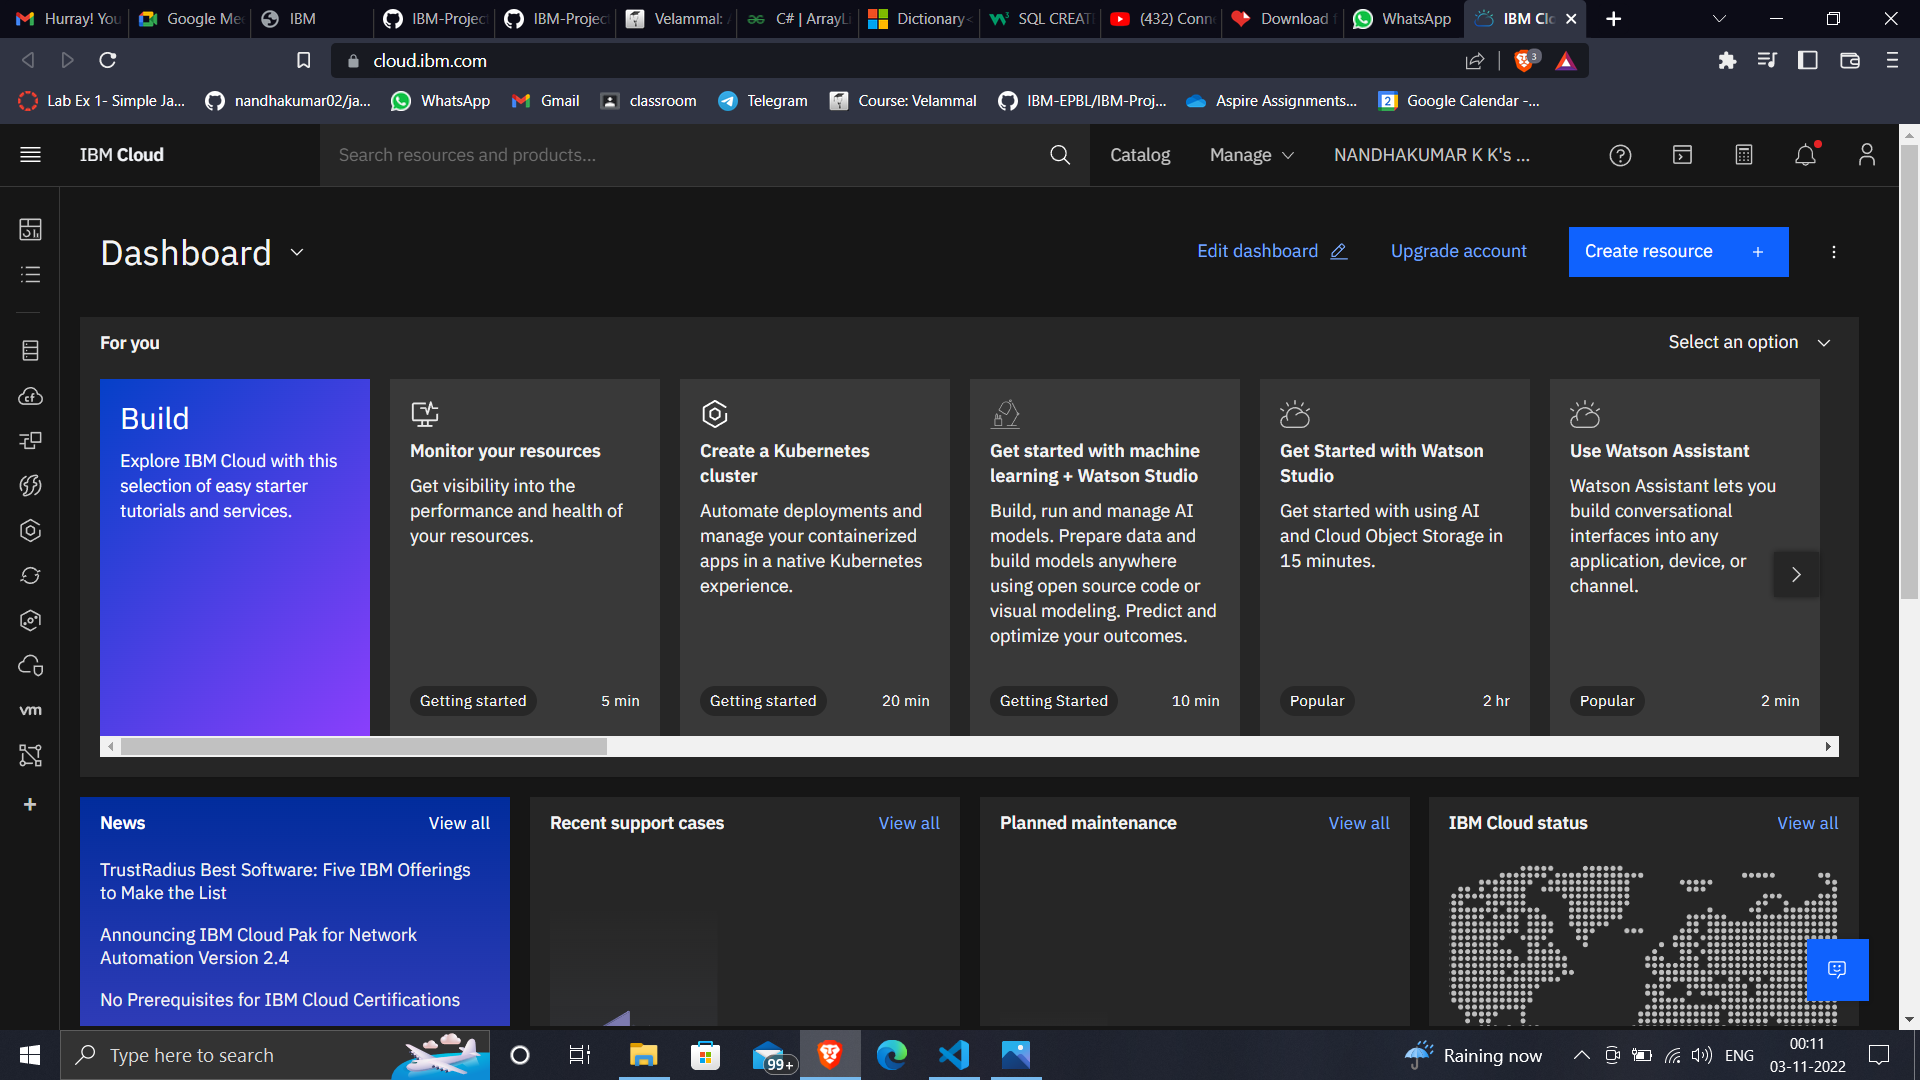 Hurray! You
Google Me
IBM
IBM-Projec
IBM-Projec
Velammal:
C# | ArrayLi
Dictionary<
SQL CREAT
(432) Conn
Download f
WhatsApp
IBM Clo
cloud.ibm.com
3
Lab Ex 1- Simple Ja...
nandhakumar02/ja...
WhatsApp
Gmail
classroom
Telegram
Course: Velammal
IBM-EPBL/IBM-Proj...
Aspire Assignments...
Google Calendar -...
IBM Cloud
Search resources and products...
Catalog
Manage
NANDHAKUMAR K K's ...
Dashboard
Edit dashboard
Upgrade account
Create resource +
For you
Select an option
Build
Explore IBM Cloud with this
selection of easy starter
tutorials and services.
Monitor your resources
Get visibility into the
performance and health of
your resources.
Getting started
5 min
Create a Kubernetes
cluster
Automate deployments and
manage your containerized
apps in a native Kubernetes
experience.
Getting started
20 min
Get started with machine
learning + Watson Studio
Build, run and manage AI
models. Prepare data and
build models anywhere
using open source code or
visual modeling. Predict and
optimize your outcomes.
Getting Started
10 min
Get Started with Watson
Studio
Get started with using AI
and Cloud Object Storage in
15 minutes.
Popular
2 hr
Use Watson Assistant
Watson Assistant lets you
build conversational
interfaces into any
application, device, or
channel.
Popular
2 min
cf
vm
News
View all
TrustRadius Best Software: Five IBM Offerings
to Make the List
Announcing IBM Cloud Pak for Network
Automation Version 2.4
No Prerequisites for IBM Cloud Certifications
Recent support cases
View all
Planned maintenance
View all
IBM Cloud status
View all
Type here to search
99+
Raining now
ENG
00:11
03-11-2022